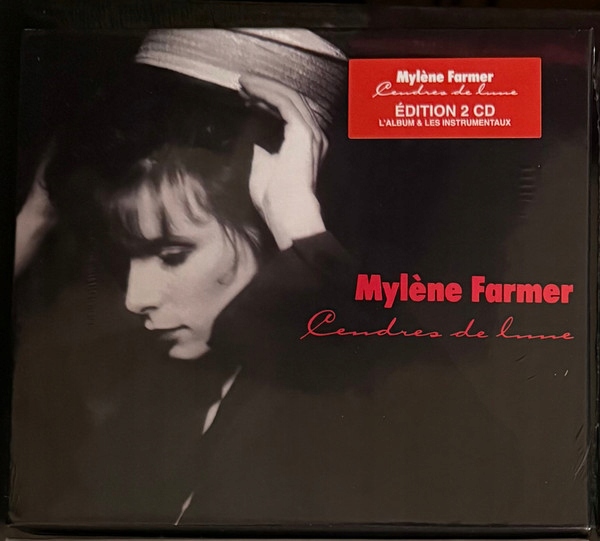 Mylène Farmer
Cendres de lune
ÉDITION 2 CD
L'ALBUM & LES INSTRUMENTAUX
Mylène Farmer
Cendres de lune